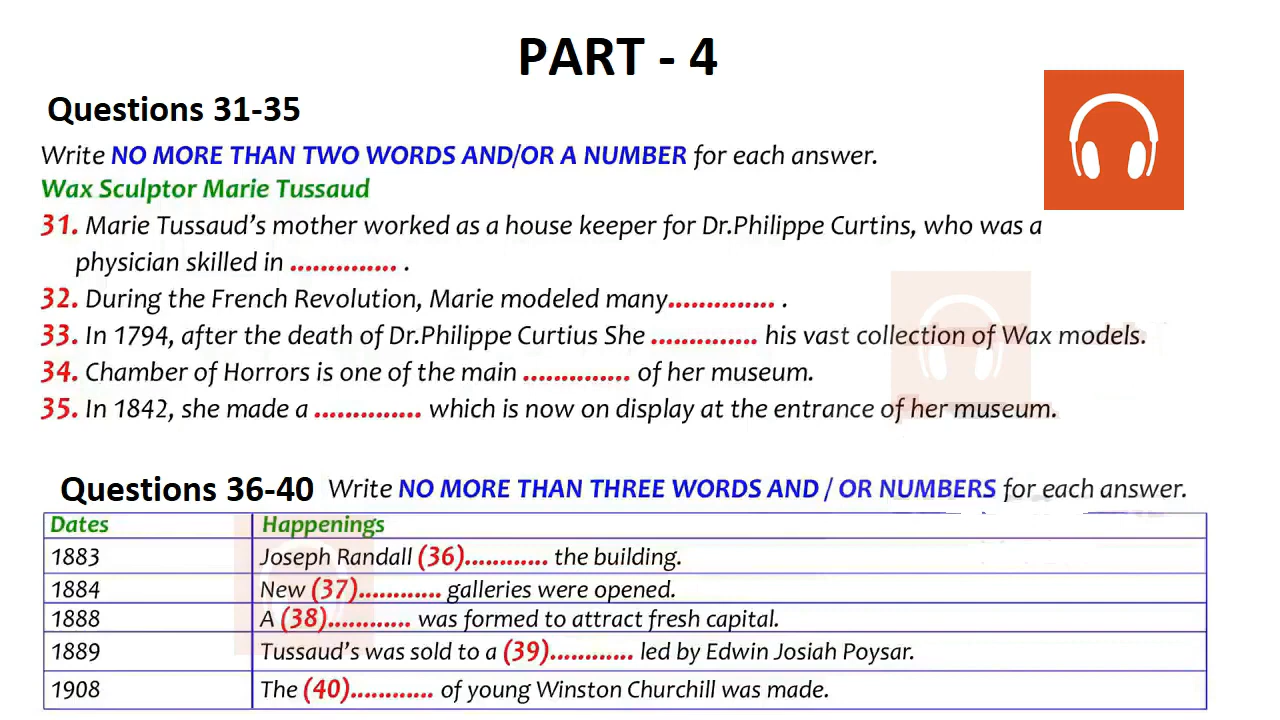 PART - 4
Questions 31-35
Write NO MORE THAN TWO WORDS AND/OR A NUMBER for each answer.
Wax Sculptor Marie Tussaud
31. Marie Tussaud's mother worked as a house keeper for Dr.Philippe Curtins, who was a
physician skilled in .............. .
32. During the French Revolution, Marie modeled many.............. .
33. In 1794, after the death of Dr.Philippe Curtius She .............. his vast collection of Wax models.
34. Chamber of Horrors is one of the main .............. of her museum.
35. In 1842, she made a .............. which is now on display at the entrance of her museum.
Questions 36-40 Write NO MORE THAN THREE WORDS AND / OR NUMBERS for each answer.
Dates Happenings
1883 Joseph Randall (36)............ the building.
1884 New (37)............ galleries were opened.
1888 A (38)............ was formed to attract fresh capital.
1889 Tussaud's was sold to a (39)............ led by Edwin Josiah Poysar.
1908 The (40)............ of young Winston Churchill was made.